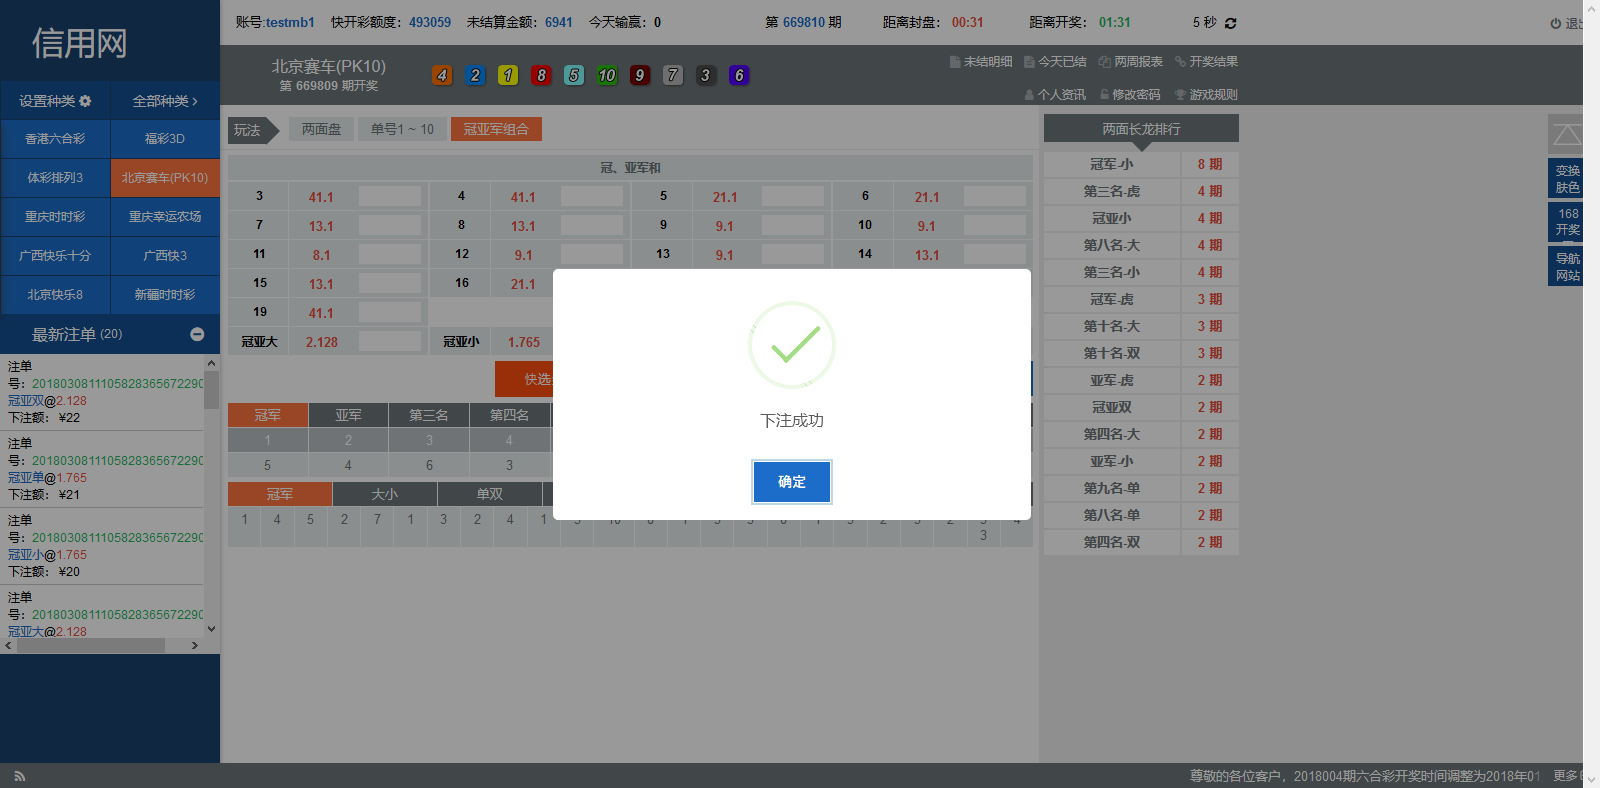 账号:testmb1 快开彩额度：493059 未结算金额：6941 今天输赢：0 第 669810 期 距离封盘：00:31 距离开奖：01:31 5 秒
信用网
北京赛车(PK10)
第 669809 期开奖
4 2 1 8 5 10 9 7 3 6
未结明细 今天已结 两周报表 开奖结果
个人资讯 修改密码 游戏规则
设置种类 全部种类
香港六合彩 福彩3D
体彩排列3 北京赛车(PK10)
重庆时时彩 重庆幸运农场
广西快乐十分 广西快3
北京快乐8 新疆时时彩
最新注单 (20)
注单
号：2018030811105828365672290
冠亚双@2.128
下注额： ¥22
注单
号：2018030811105828365672290
冠亚单@1.765
下注额： ¥21
注单
号：2018030811105828365672290
冠亚小@1.765
下注额： ¥20
注单
号：2018030811105828365672290
冠亚大@2.128
玩法 两面盘 单号1 ~ 10 冠亚军组合
冠、亚军和
3 41.1 4 41.1 5 21.1 6 21.1
7 13.1 8 13.1 9 9.1 10 9.1
11 8.1 12 9.1 13 9.1 14 13.1
15 13.1 16 21.1
19 41.1
冠亚大 2.128 冠亚小 1.765
快选
冠军 亚军 第三名 第四名
1 2 3 4
5 4 6 3
冠军 大小 单双
1 4 5 2 7 1 3 2 4 1
3
下注成功
确定
两面长龙排行
冠军-小 8 期
第三名-虎 4 期
冠亚小 4 期
第八名-大 4 期
第三名-小 4 期
冠军-虎 3 期
第十名-大 3 期
第十名-双 3 期
亚军-虎 2 期
冠亚双 2 期
第四名-大 2 期
亚军-小 2 期
第九名-单 2 期
第八名-单 2 期
第四名-双 2 期
变换
肤色
168
开奖
导航
网站
尊敬的各位客户，2018004期六合彩开奖时间调整为2018年01 更多